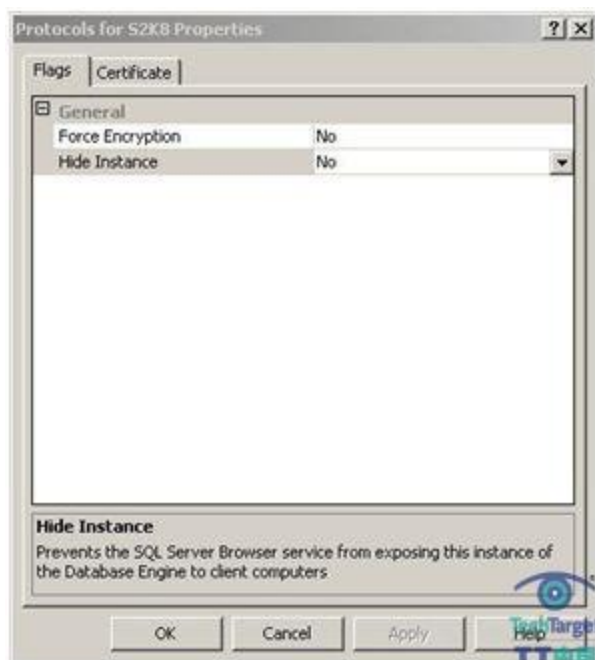 Protocols for S2K8 Properties
Flags
Certificate
General
Force Encryption No
Hide Instance No
Hide Instance
Prevents the SQL Server Browser service from exposing this instance of
the Database Engine to client computers
OK
Cancel
Apply
Help
TechTarget